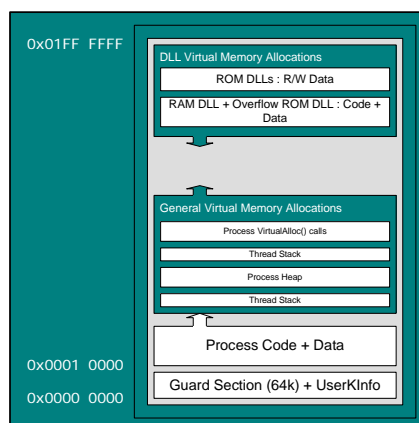 0x01FF FFFF
DLL Virtual Memory Allocations
ROM DLLs : R/W Data
RAM DLL + Overflow ROM DLL : Code +
Data
General Virtual Memory Allocations
Process VirtualAlloc() calls
Thread Stack
Process Heap
Thread Stack
Process Code + Data
0x0001 0000
Guard Section (64k) + UserKInfo
0x0000 0000